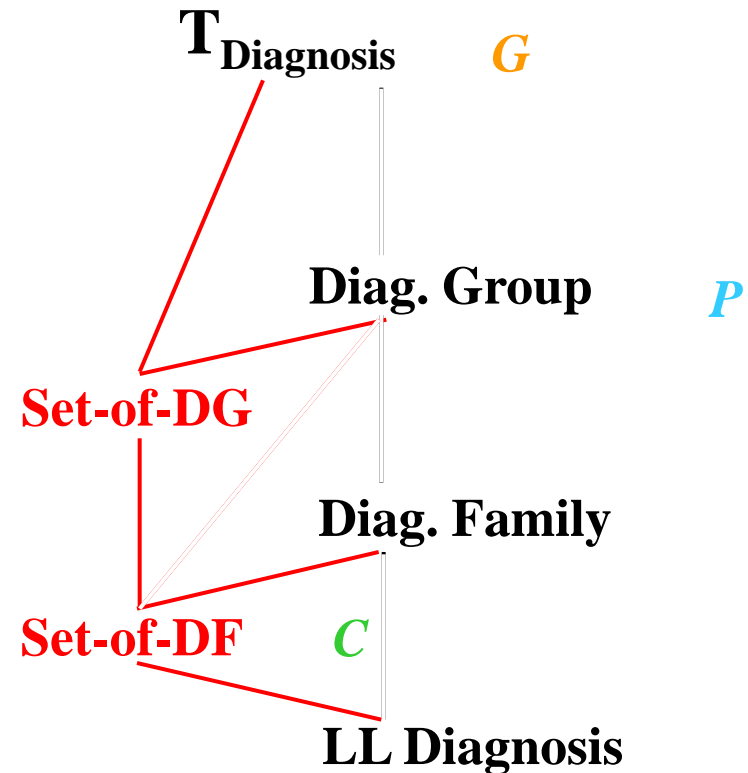 T Diagnosis
G
Diag. Group
P
Set-of-DG
Diag. Family
Set-of-DF
C
LL Diagnosis